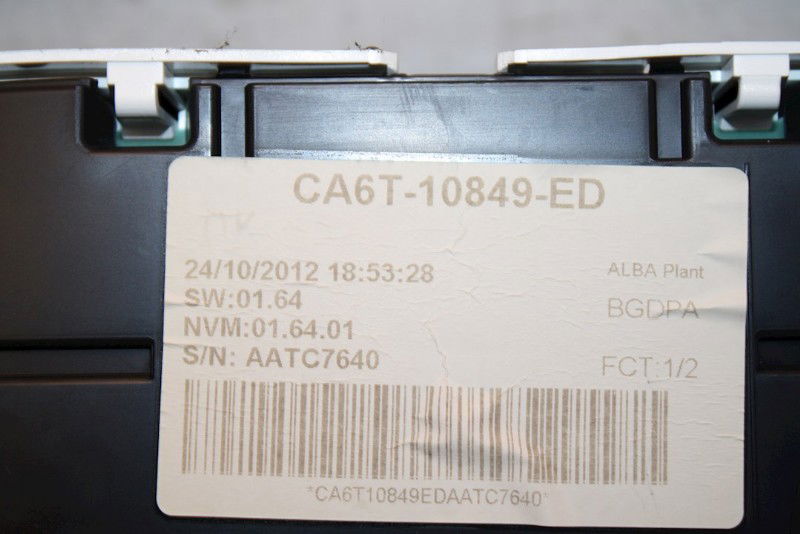 CA6T-10849-ED
24/10/2012 18:53:28
ALBA Plant
SW:01.64
BGDPA
NVM:01.64.01
S/N: AATC7640
FCT:1/2
*CA6T10849EDAATC7640*